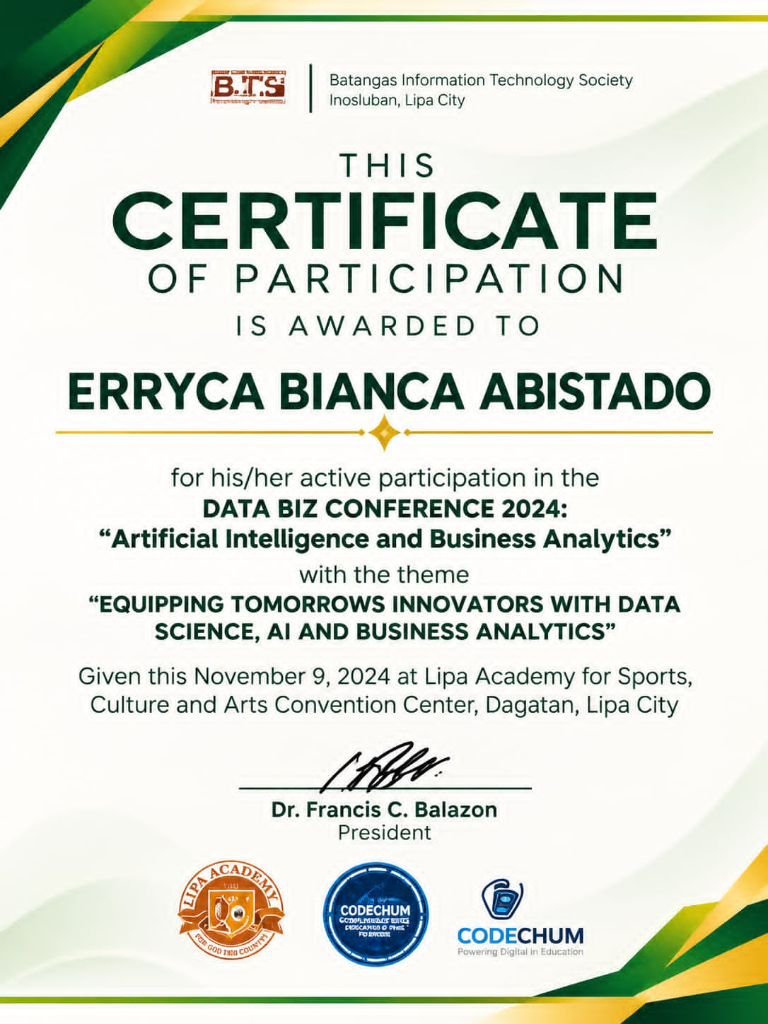 B.I.T.S
Batangas Information Technology Society
Inosluban, Lipa City
THIS
CERTIFICATE
OF PARTICIPATION
IS AWARDED TO
ERRYCA BIANCA ABISTADO
for his/her active participation in the
DATA BIZ CONFERENCE 2024:
“Artificial Intelligence and Business Analytics”
with the theme
“EQUIPPING TOMORROWS INNOVATORS WITH DATA
SCIENCE, AI AND BUSINESS ANALYTICS”
Given this November 9, 2024 at Lipa Academy for Sports,
Culture and Arts Convention Center, Dagatan, Lipa City
Dr. Francis C. Balazon
President
LIPA ACADEMY
FOR GOD COUNTRY
CODECHUM
CODECHUM
Powering Digital in Education